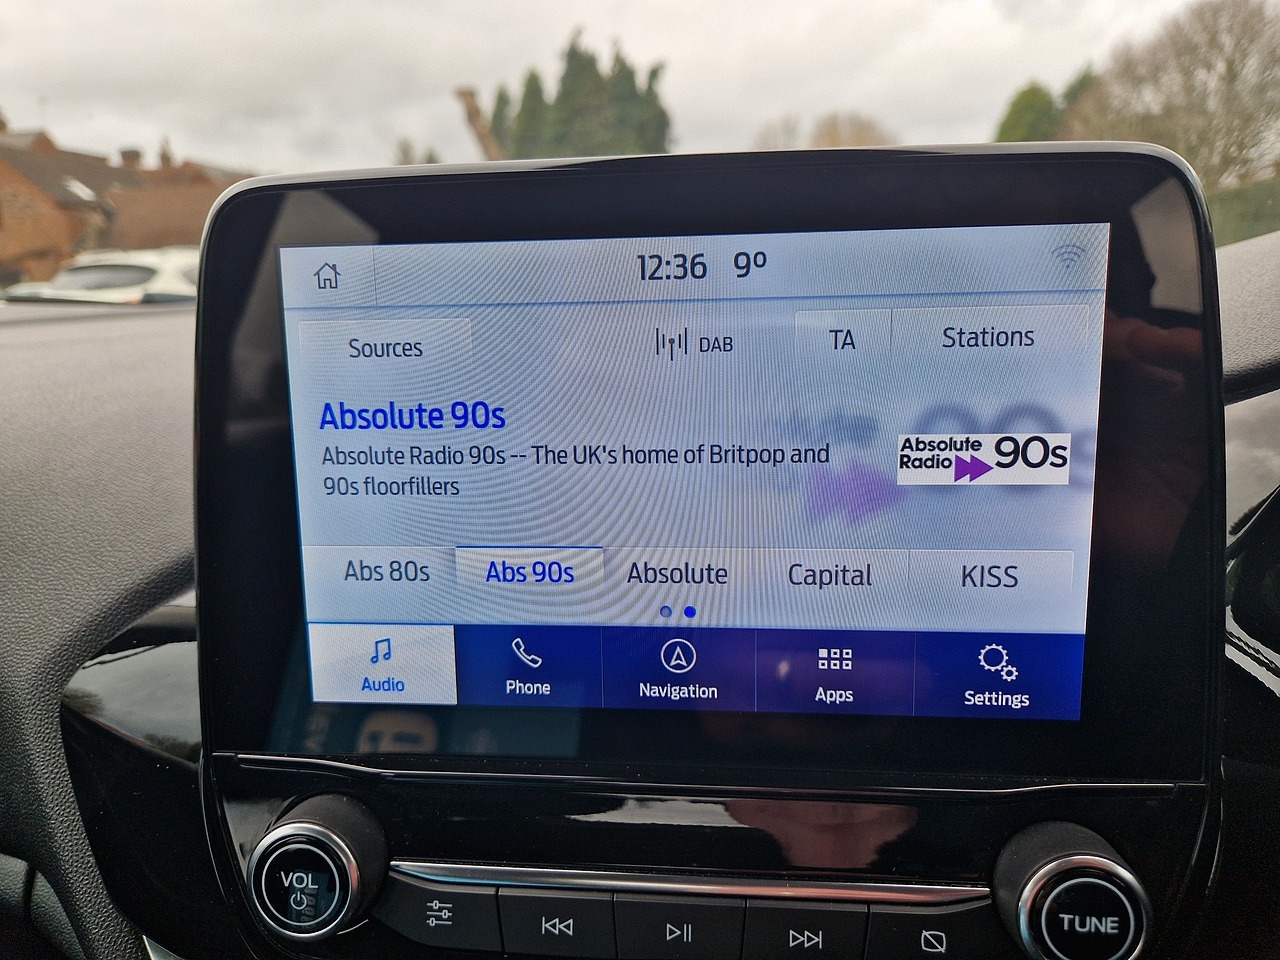 12:36 9º
Sources
DAB
TA
Stations
Absolute 90s
Absolute Radio 90s -- The UK's home of Britpop and
90s floorfillers
Absolute
Radio 90s
Abs 80s
Abs 90s
Absolute
Capital
KISS
Audio
Phone
Navigation
Apps
Settings
VOL
TUNE